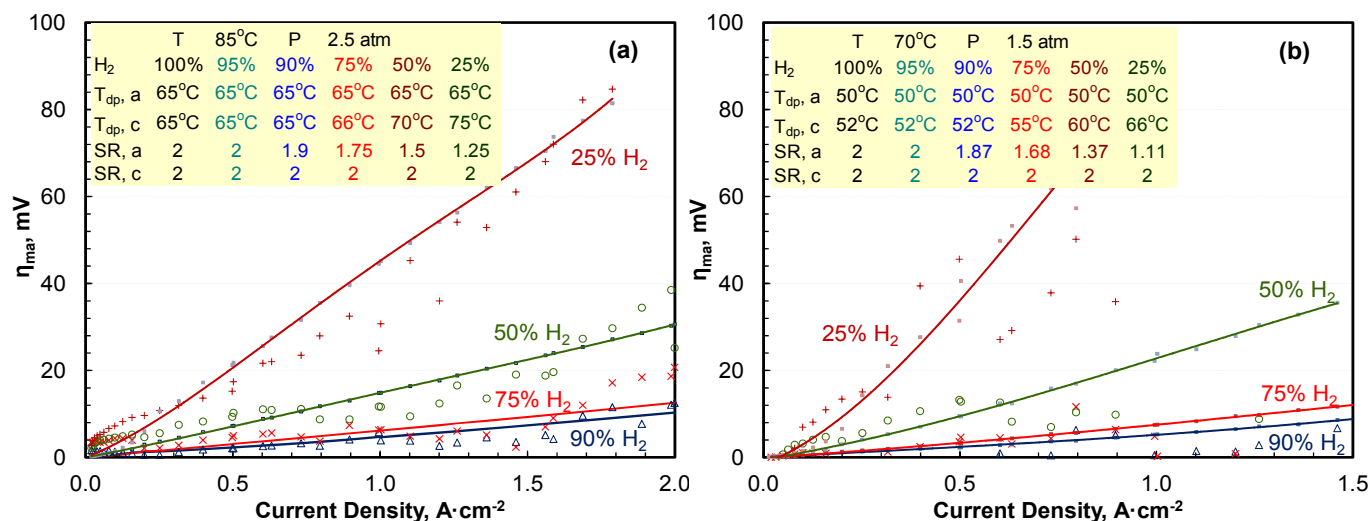 (a)
T 85°C P 2.5 atm
H₂ 100% 95% 90% 75% 50% 25%
T_dp, a 65°C 65°C 65°C 65°C 65°C 65°C
T_dp, c 65°C 65°C 65°C 66°C 70°C 75°C
SR, a 2 2 1.9 1.75 1.5 1.25
SR, c 2 2 2 2 2 2
η_ma, mV
100
80
60
40
20
0
25% H₂
50% H₂
75% H₂
90% H₂
0.0 0.5 1.0 1.5 2.0
Current Density, A·cm⁻²
(b)
T 70°C P 1.5 atm
H₂ 100% 95% 90% 75% 50% 25%
T_dp, a 50°C 50°C 50°C 50°C 50°C 50°C
T_dp, c 52°C 52°C 52°C 55°C 60°C 66°C
SR, a 2 2 1.87 1.68 1.37 1.11
SR, c 2 2 2 2 2 2
η_ma, mV
100
80
60
40
20
0
25% H₂
50% H₂
75% H₂
90% H₂
0.0 0.5 1.0 1.5
Current Density, A·cm⁻²